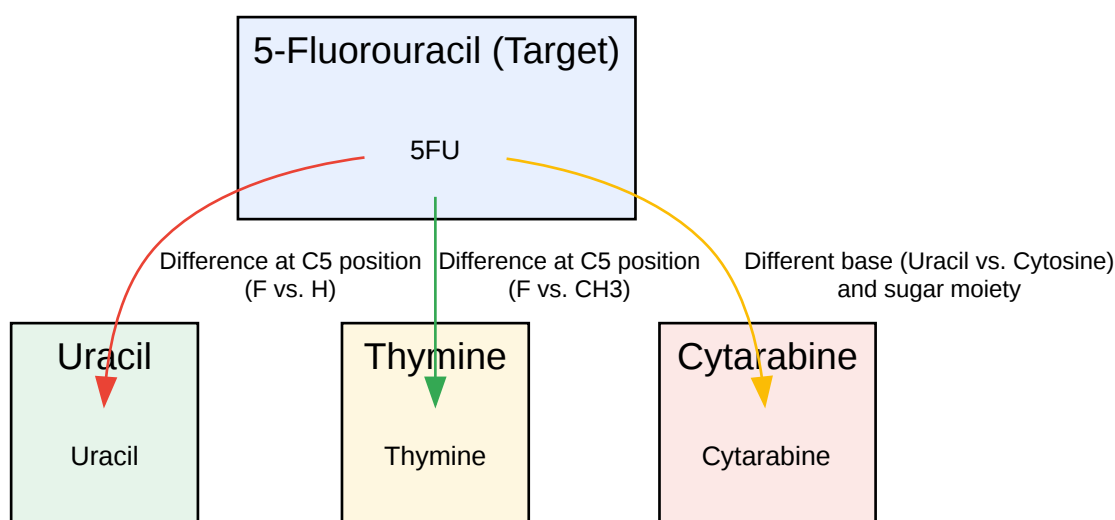 5-Fluorouracil (Target)
5FU
Difference at C5 position
(F vs. H)
Difference at C5 position
(F vs. CH3)
Different base (Uracil vs. Cytosine)
and sugar moiety
Uracil
Thymine
Cytarabine
Uracil
Thymine
Cytarabine